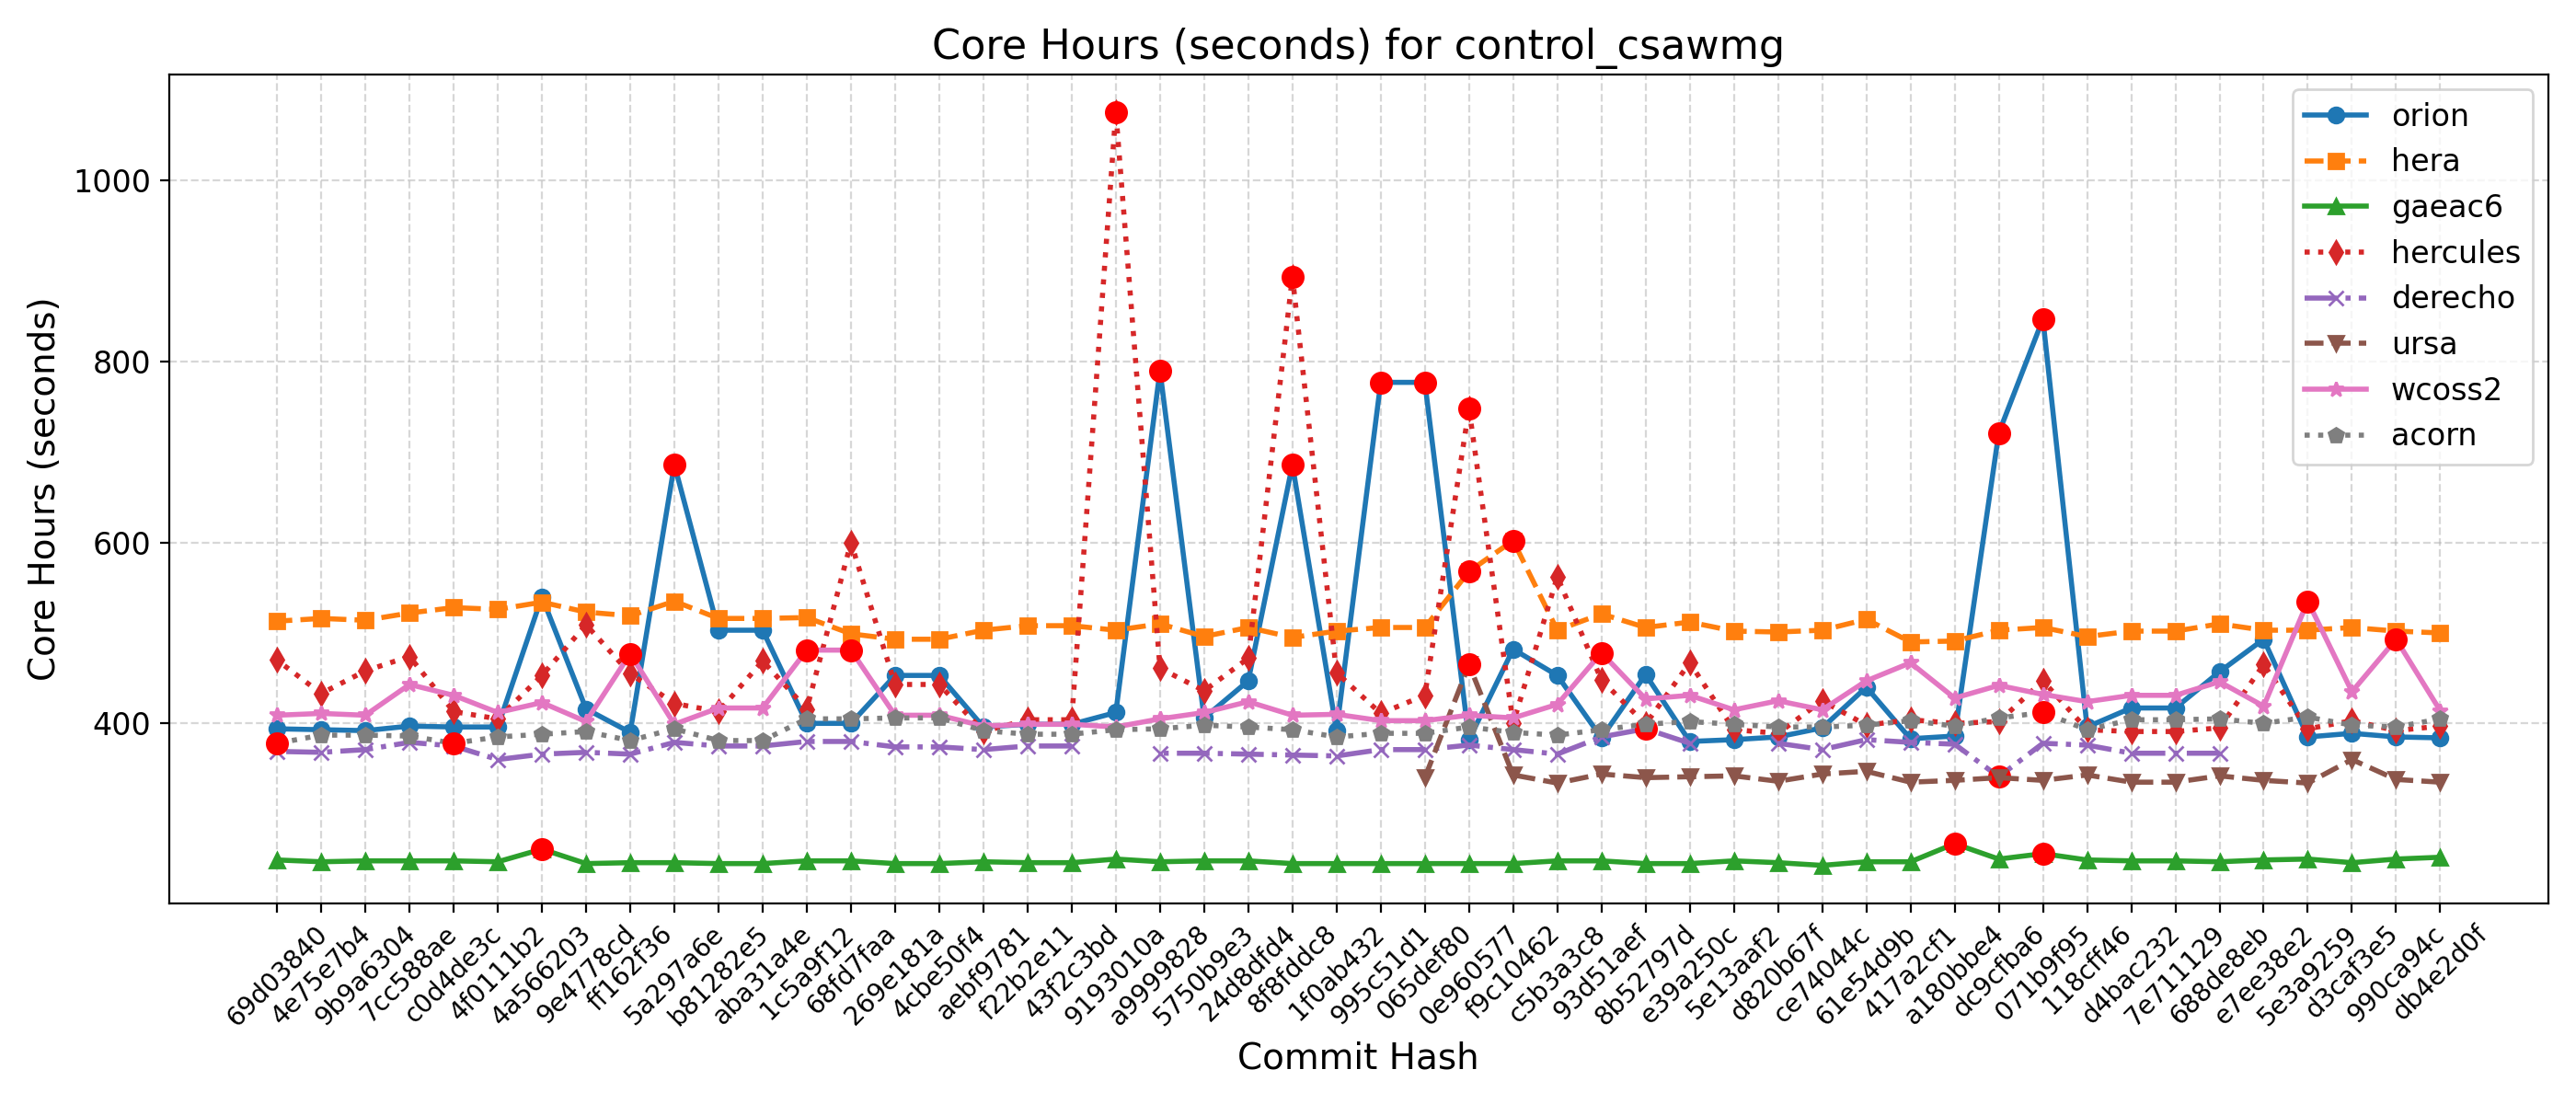 Core Hours (seconds) for control_csawmg
Core Hours (seconds)
1000
800
600
400
orion
hera
gaeac6
hercules
derecho
ursa
wcoss2
acorn
69d03840
4e75e7b4
9b9a6304
7cc588ae
c0d4de3c
4f0111b2
4a566203
9e4778cd
ff162f36
5a297a6e
b81282e5
aba31a4e
1c5a9f12
68fd7faa
269e181a
4cbe50f4
aebf9781
f22b2e11
43f2c3bd
9193010a
a9999828
5750b9e3
24d8dfd4
8f8fddc8
1f0ab432
995c51d1
065def80
0e960577
f9c10462
c5b3a3c8
93d51aef
8b52797d
e39a250c
5e13aaf2
d820b67f
ce74044c
61e54d9b
417a2cf1
a180bbe4
dc9cfba6
071b9f95
118cff46
d4bac232
7e711129
688de8eb
e7ee38e2
5e3a9259
d3caf3e5
990ca94c
db4e2d0f
Commit Hash